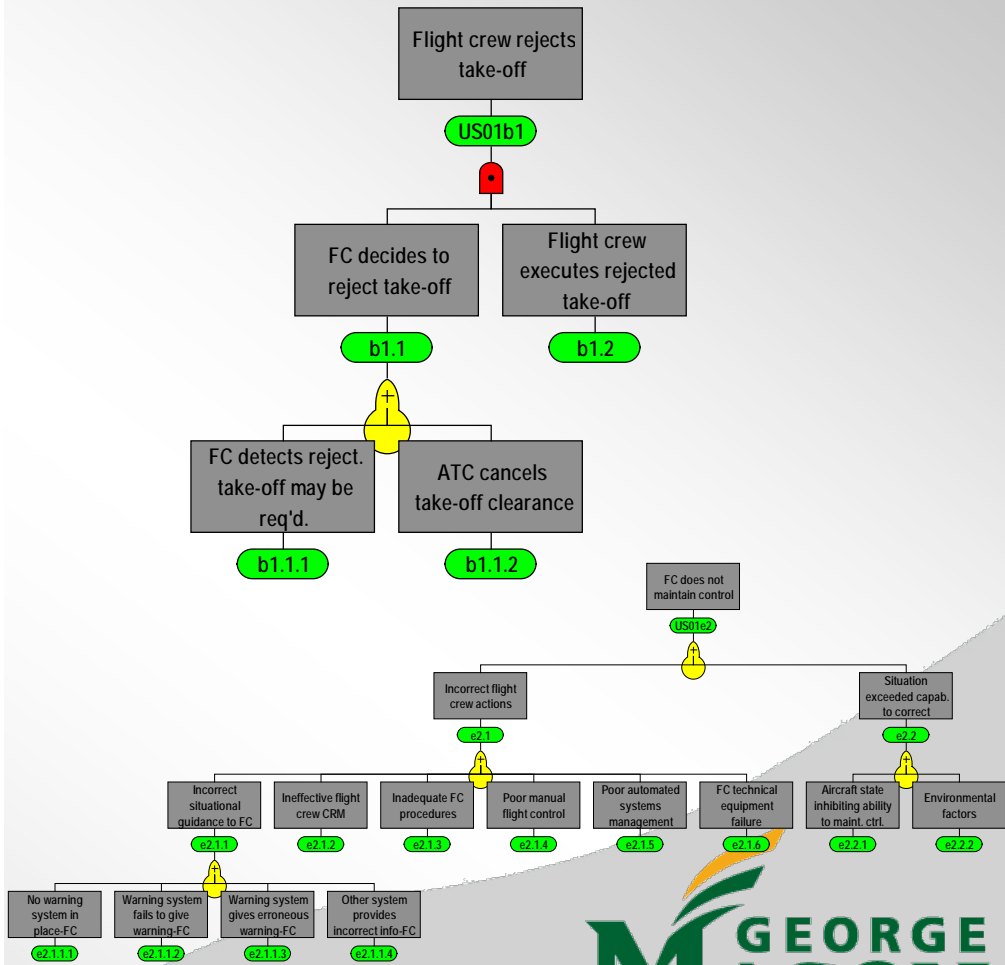 Flight crew rejects
take-off
US01b1
FC decides to
reject take-off
Flight crew
executes rejected
take-off
b1.1
b1.2
+
FC detects reject.
take-off may be
req'd.
ATC cancels
take-off clearance
b1.1.1
b1.1.2
FC does not
maintain control
US01e2
+
Incorrect flight
crew actions
Situation
exceeded capab.
to correct
e2.1
e2.2
+
+
Incorrect
situational
guidance to FC
Ineffective flight
crew CRM
Inadequate FC
procedures
Poor manual
flight control
Poor automated
systems
management
FC technical
equipment
failure
Aircraft state
inhibiting ability
to maint. ctrl.
Environmental
factors
e2.1.1
e2.1.2
e2.1.3
e2.1.4
e2.1.5
e2.1.6
e2.2.1
e2.2.2
+
No warning
system in
place-FC
Warning system
fails to give
warning-FC
Warning system
gives erroneous
warning-FC
Other system
provides
incorrect info-FC
e2.1.1.1
e2.1.1.2
e2.1.1.3
e2.1.1.4
GEORGE